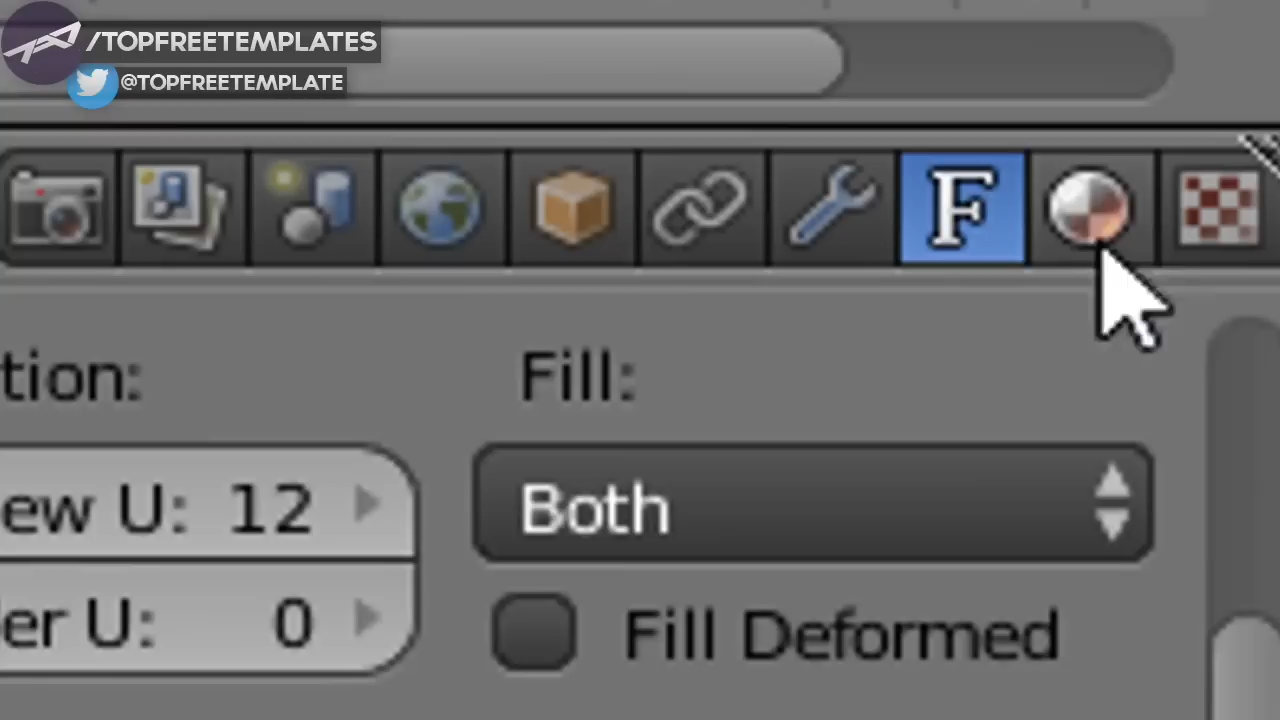 /TOPFREETEMPLATES
@TOPFREETEMPLATE
F
tion:
Fill:
ew U: 12
Both
er U: 0
Fill Deformed